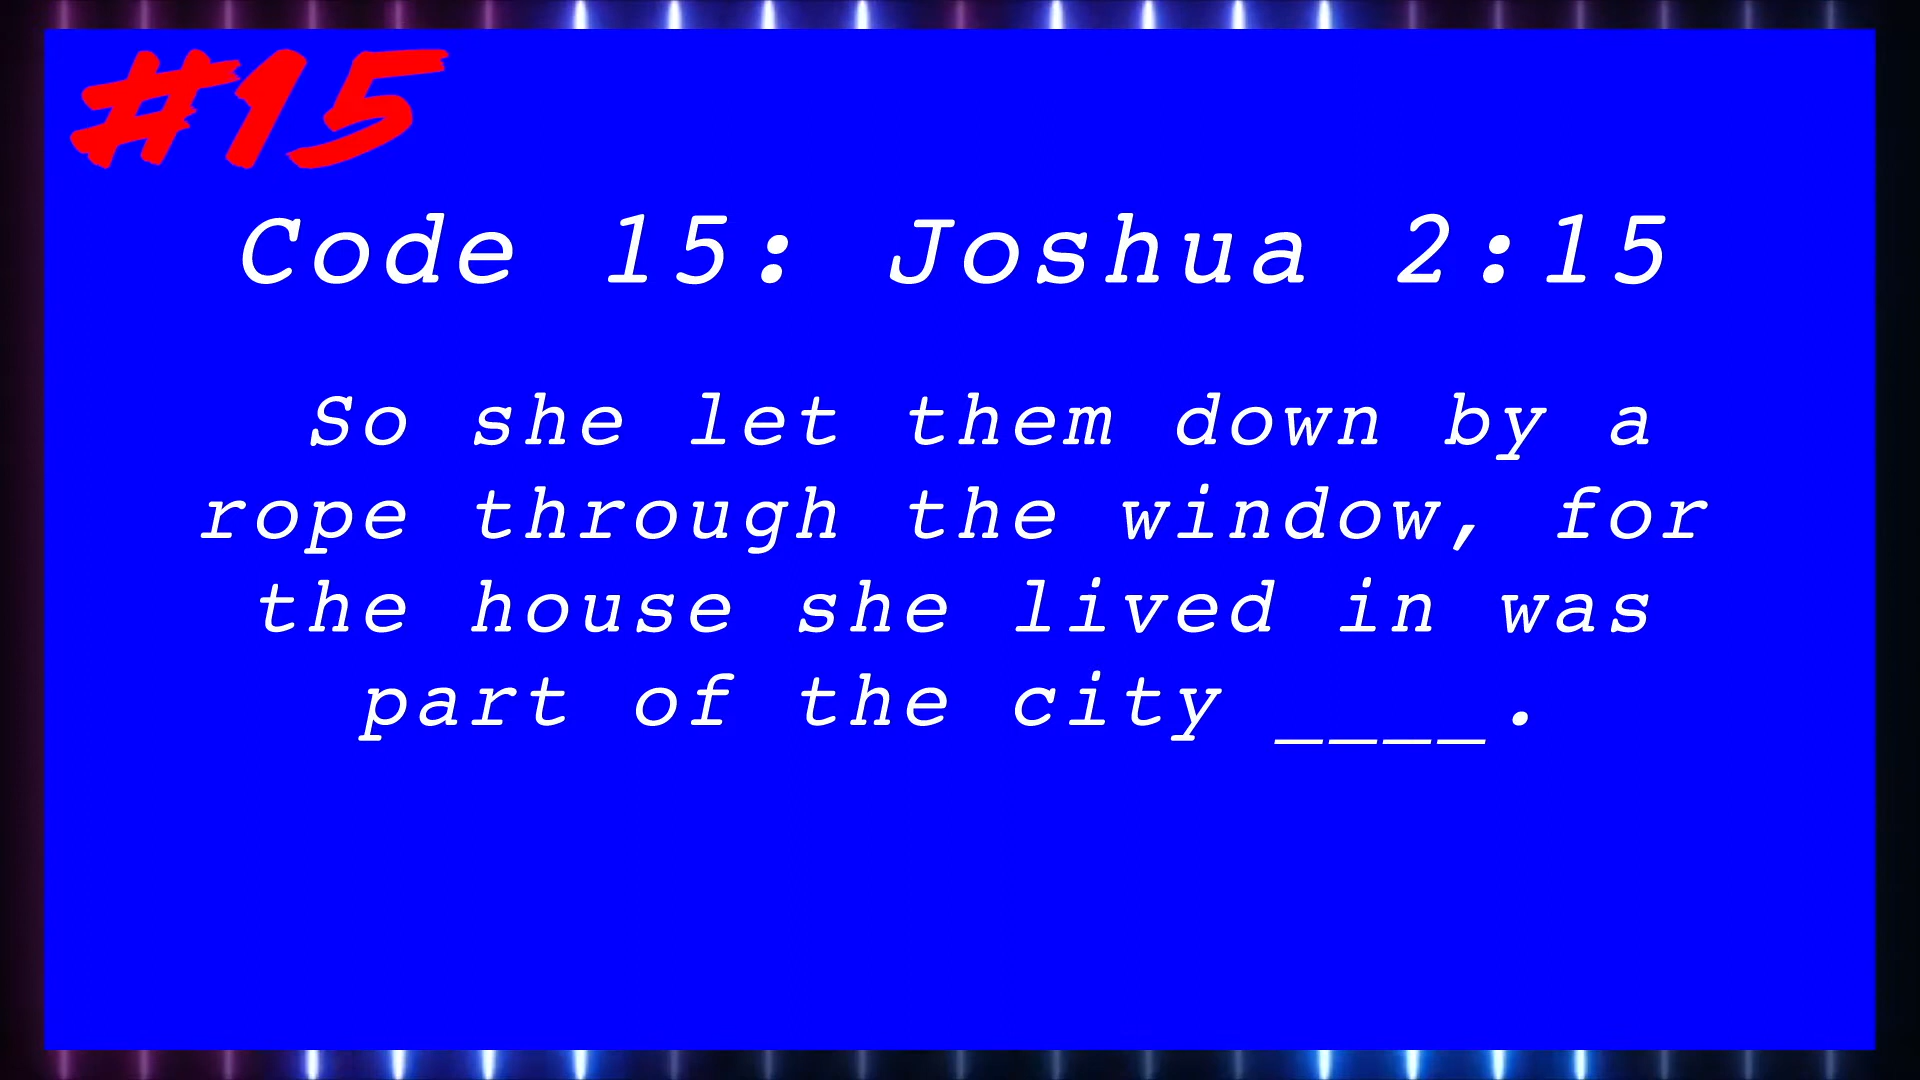 #15
Code 15: Joshua 2:15
So she let them down by a
rope through the window, for
the house she lived in was
part of the city ____.